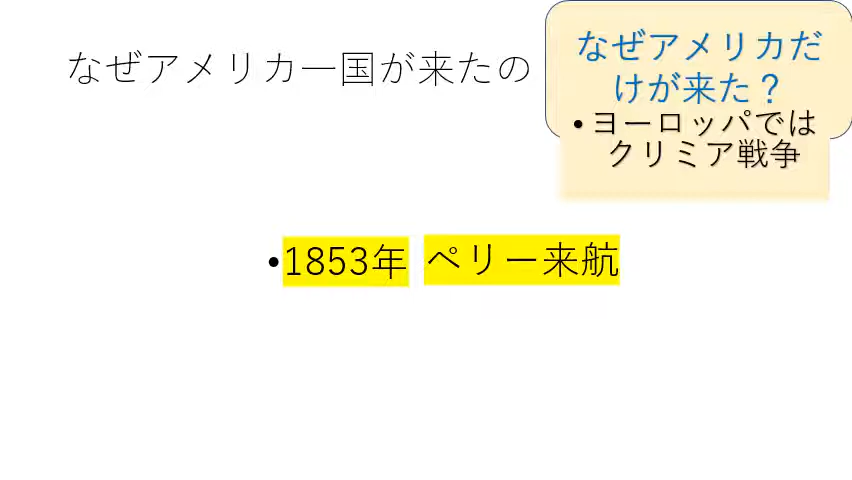 なぜアメリカ一国が来たの
なぜアメリカだ
けが来た？
•ヨーロッパでは
クリミア戦争
•1853年 ペリー来航